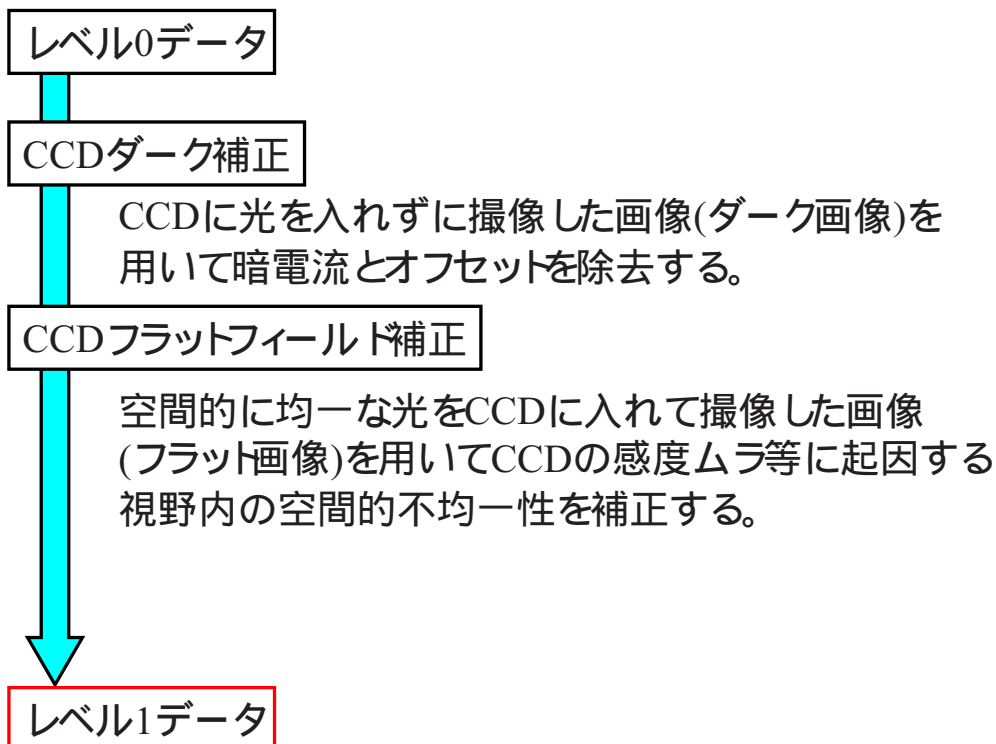 レベル0データ
CCDダーク補正
CCDに光を入れずに撮像した画像(ダーク画像)を
用いて暗電流とオフセットを除去する。
CCDフラットフィールド補正
空間的に均一な光をCCDに入れて撮像した画像
(フラット画像)を用いてCCDの感度ムラ等に起因する
視野内の空間的不均一性を補正する。
レベル1データ